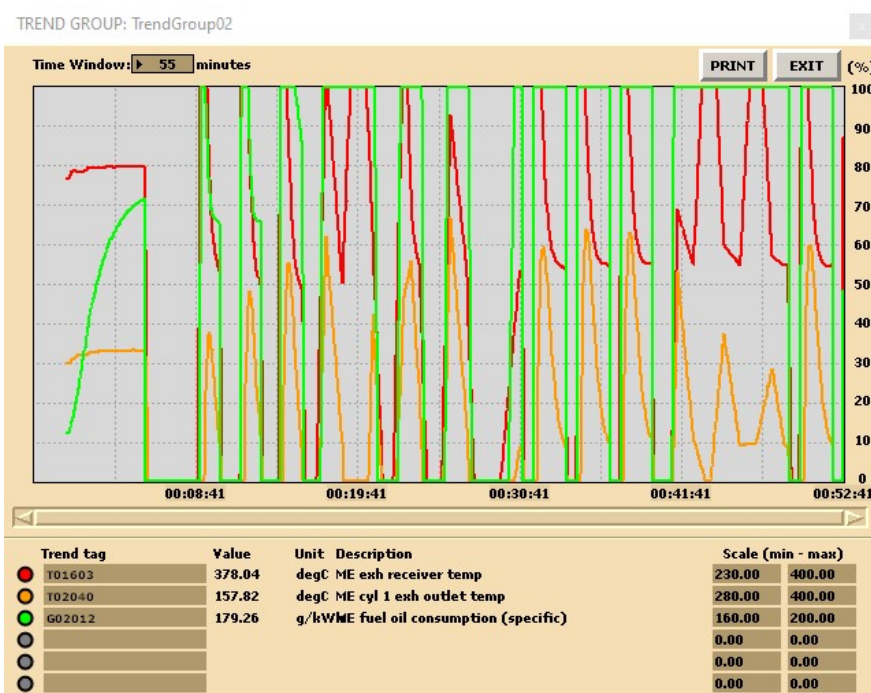 TREND GROUP: TrendGroup02
x
Time Window: 55 minutes
PRINT EXIT (%)
100
90
80
70
60
50
40
30
20
10
0
00:08:41 00:19:41 00:30:41 00:41:41 00:52:41
Trend tag Value Unit Description Scale (min - max)
T01603 378.04 degC ME exh receiver temp 230.00 400.00
T02040 157.82 degC ME cyl 1 exh outlet temp 280.00 400.00
G02012 179.26 g/kWh ME fuel oil consumption (specific) 160.00 200.00
0.00 0.00
0.00 0.00
0.00 0.00